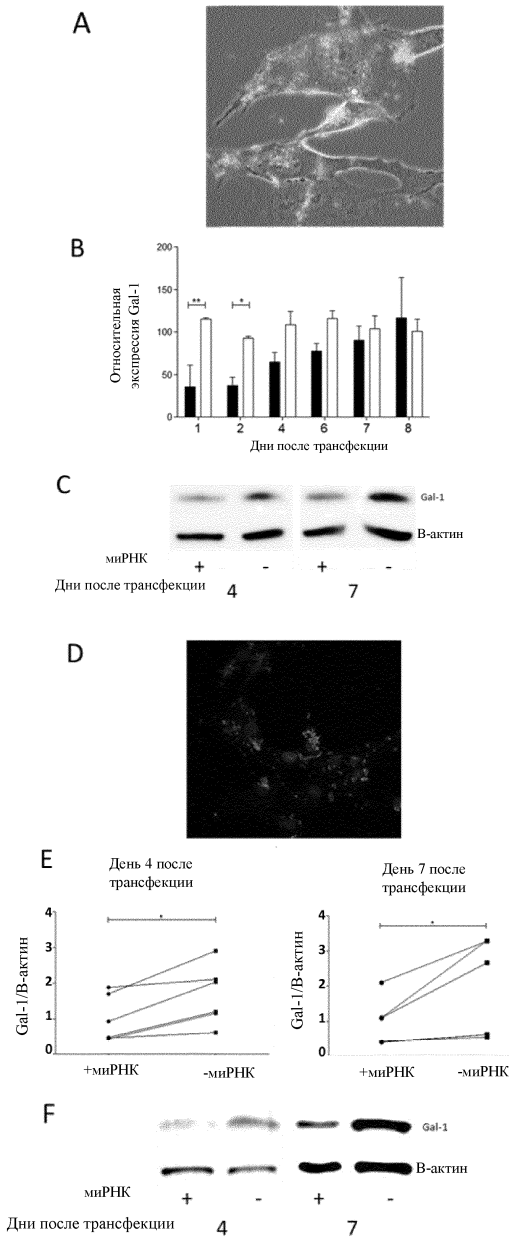 A
B
Относительная
экспрессия Gal-1
200
150
100
50
0
** *
1 2 4 6 7 8
Дни после трансфекции
C
Gal-1
В-актин
миРНК + - + -
Дни после трансфекции 4 7
D
E
День 4 после
трансфекции
Gal-1/В-актин
4
3
2
1
0
*
+миРНК -миРНК
День 7 после
трансфекции
Gal-1/В-актин
4
3
2
1
0
*
+миРНК -миРНК
F
Gal-1
В-актин
миРНК + - + -
Дни после трансфекции 4 7